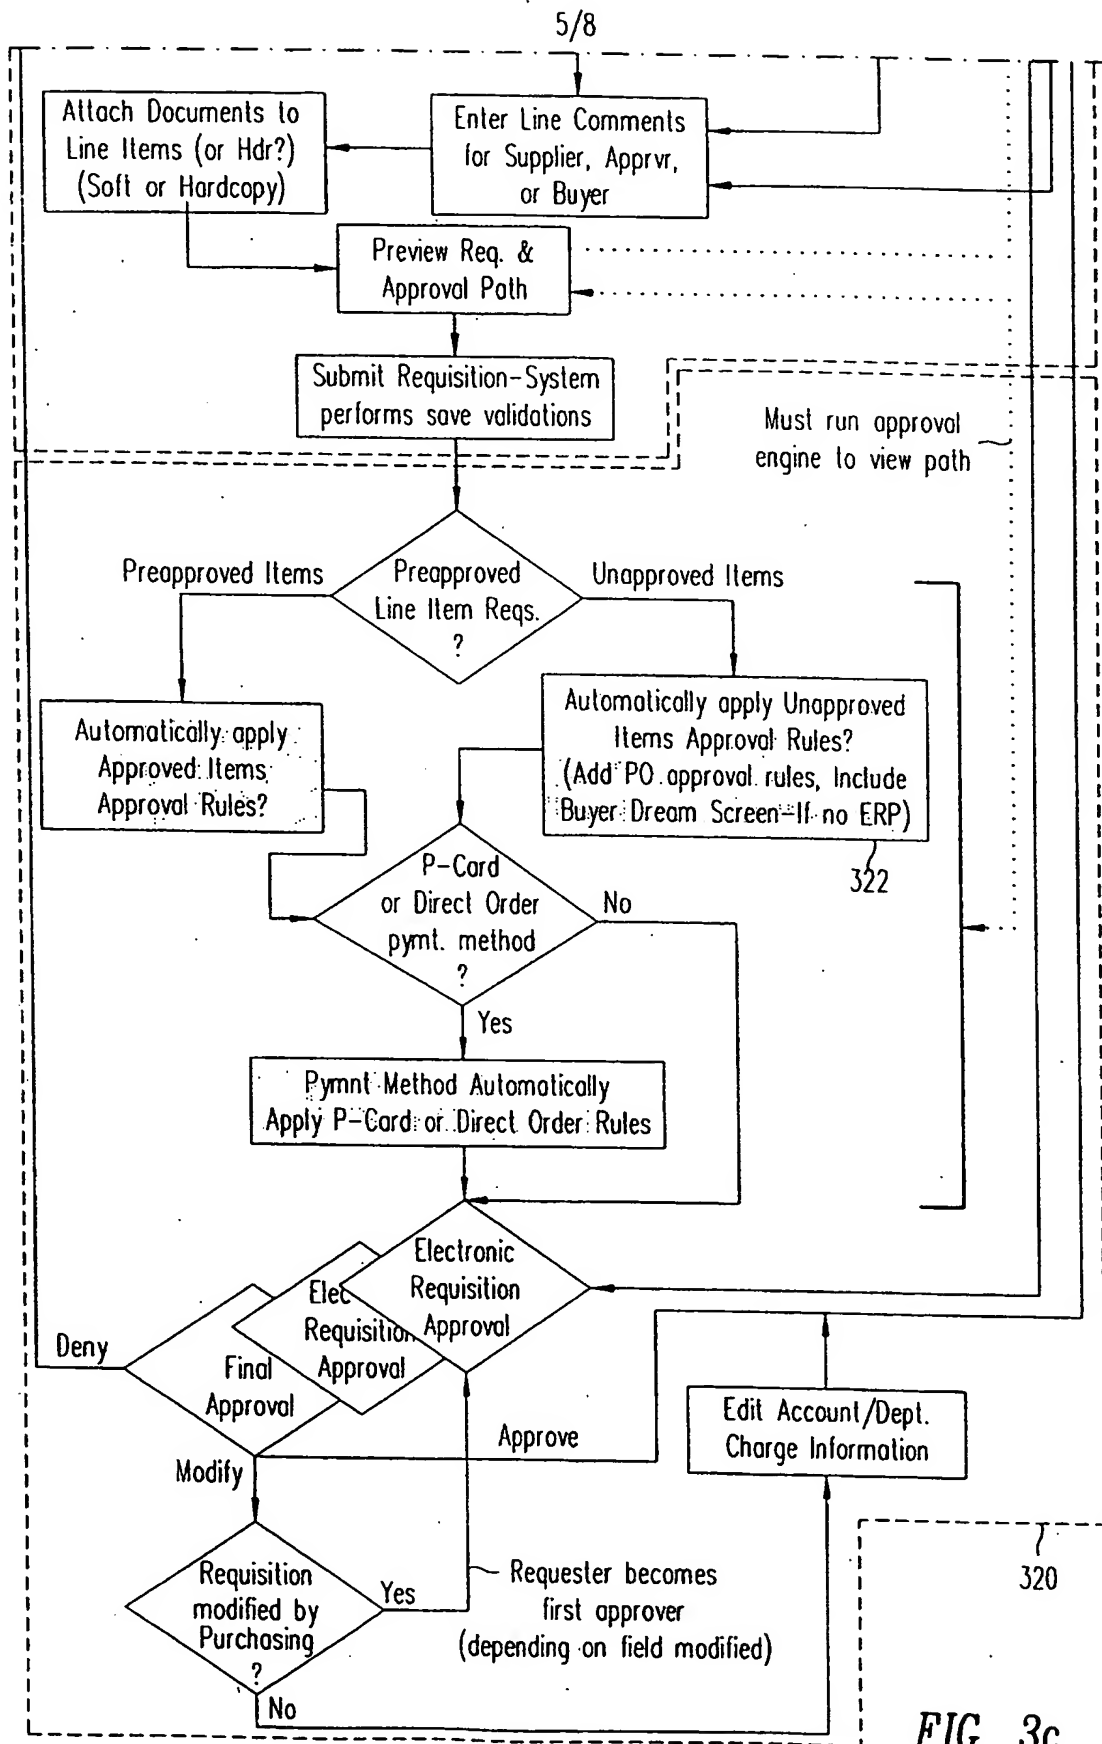 5/8
Attach Documents to
Line Items (or Hdr?)
(Soft or Hardcopy)
Enter Line Comments
for Supplier, Apprvr,
or Buyer
Preview Req. &
Approval Path
Submit Requisition-System
performs save validations
Must run approval
engine to view path
Preapproved Items
Preapproved
Line Item Reqs.
?
Unapproved Items
Automatically apply
Approved Items
Approval Rules?
Automatically apply Unapproved
Items Approval Rules?
(Add PO approval rules, Include
Buyer Dream Screen-If no ERP)
322
P-Card
or Direct Order
pymt. method
?
No
Yes
Pymnt Method Automatically
Apply P-Card or Direct Order Rules
Electronic
Requisition
Approval
Elec
Requisition
Approval
Final
Approval
Deny
Approve
Modify
Edit Account/Dept.
Charge Information
Requisition
modified by
Purchasing
?
Yes
No
Requester becomes
first approver
(depending on field modified)
320
FIG. 3c